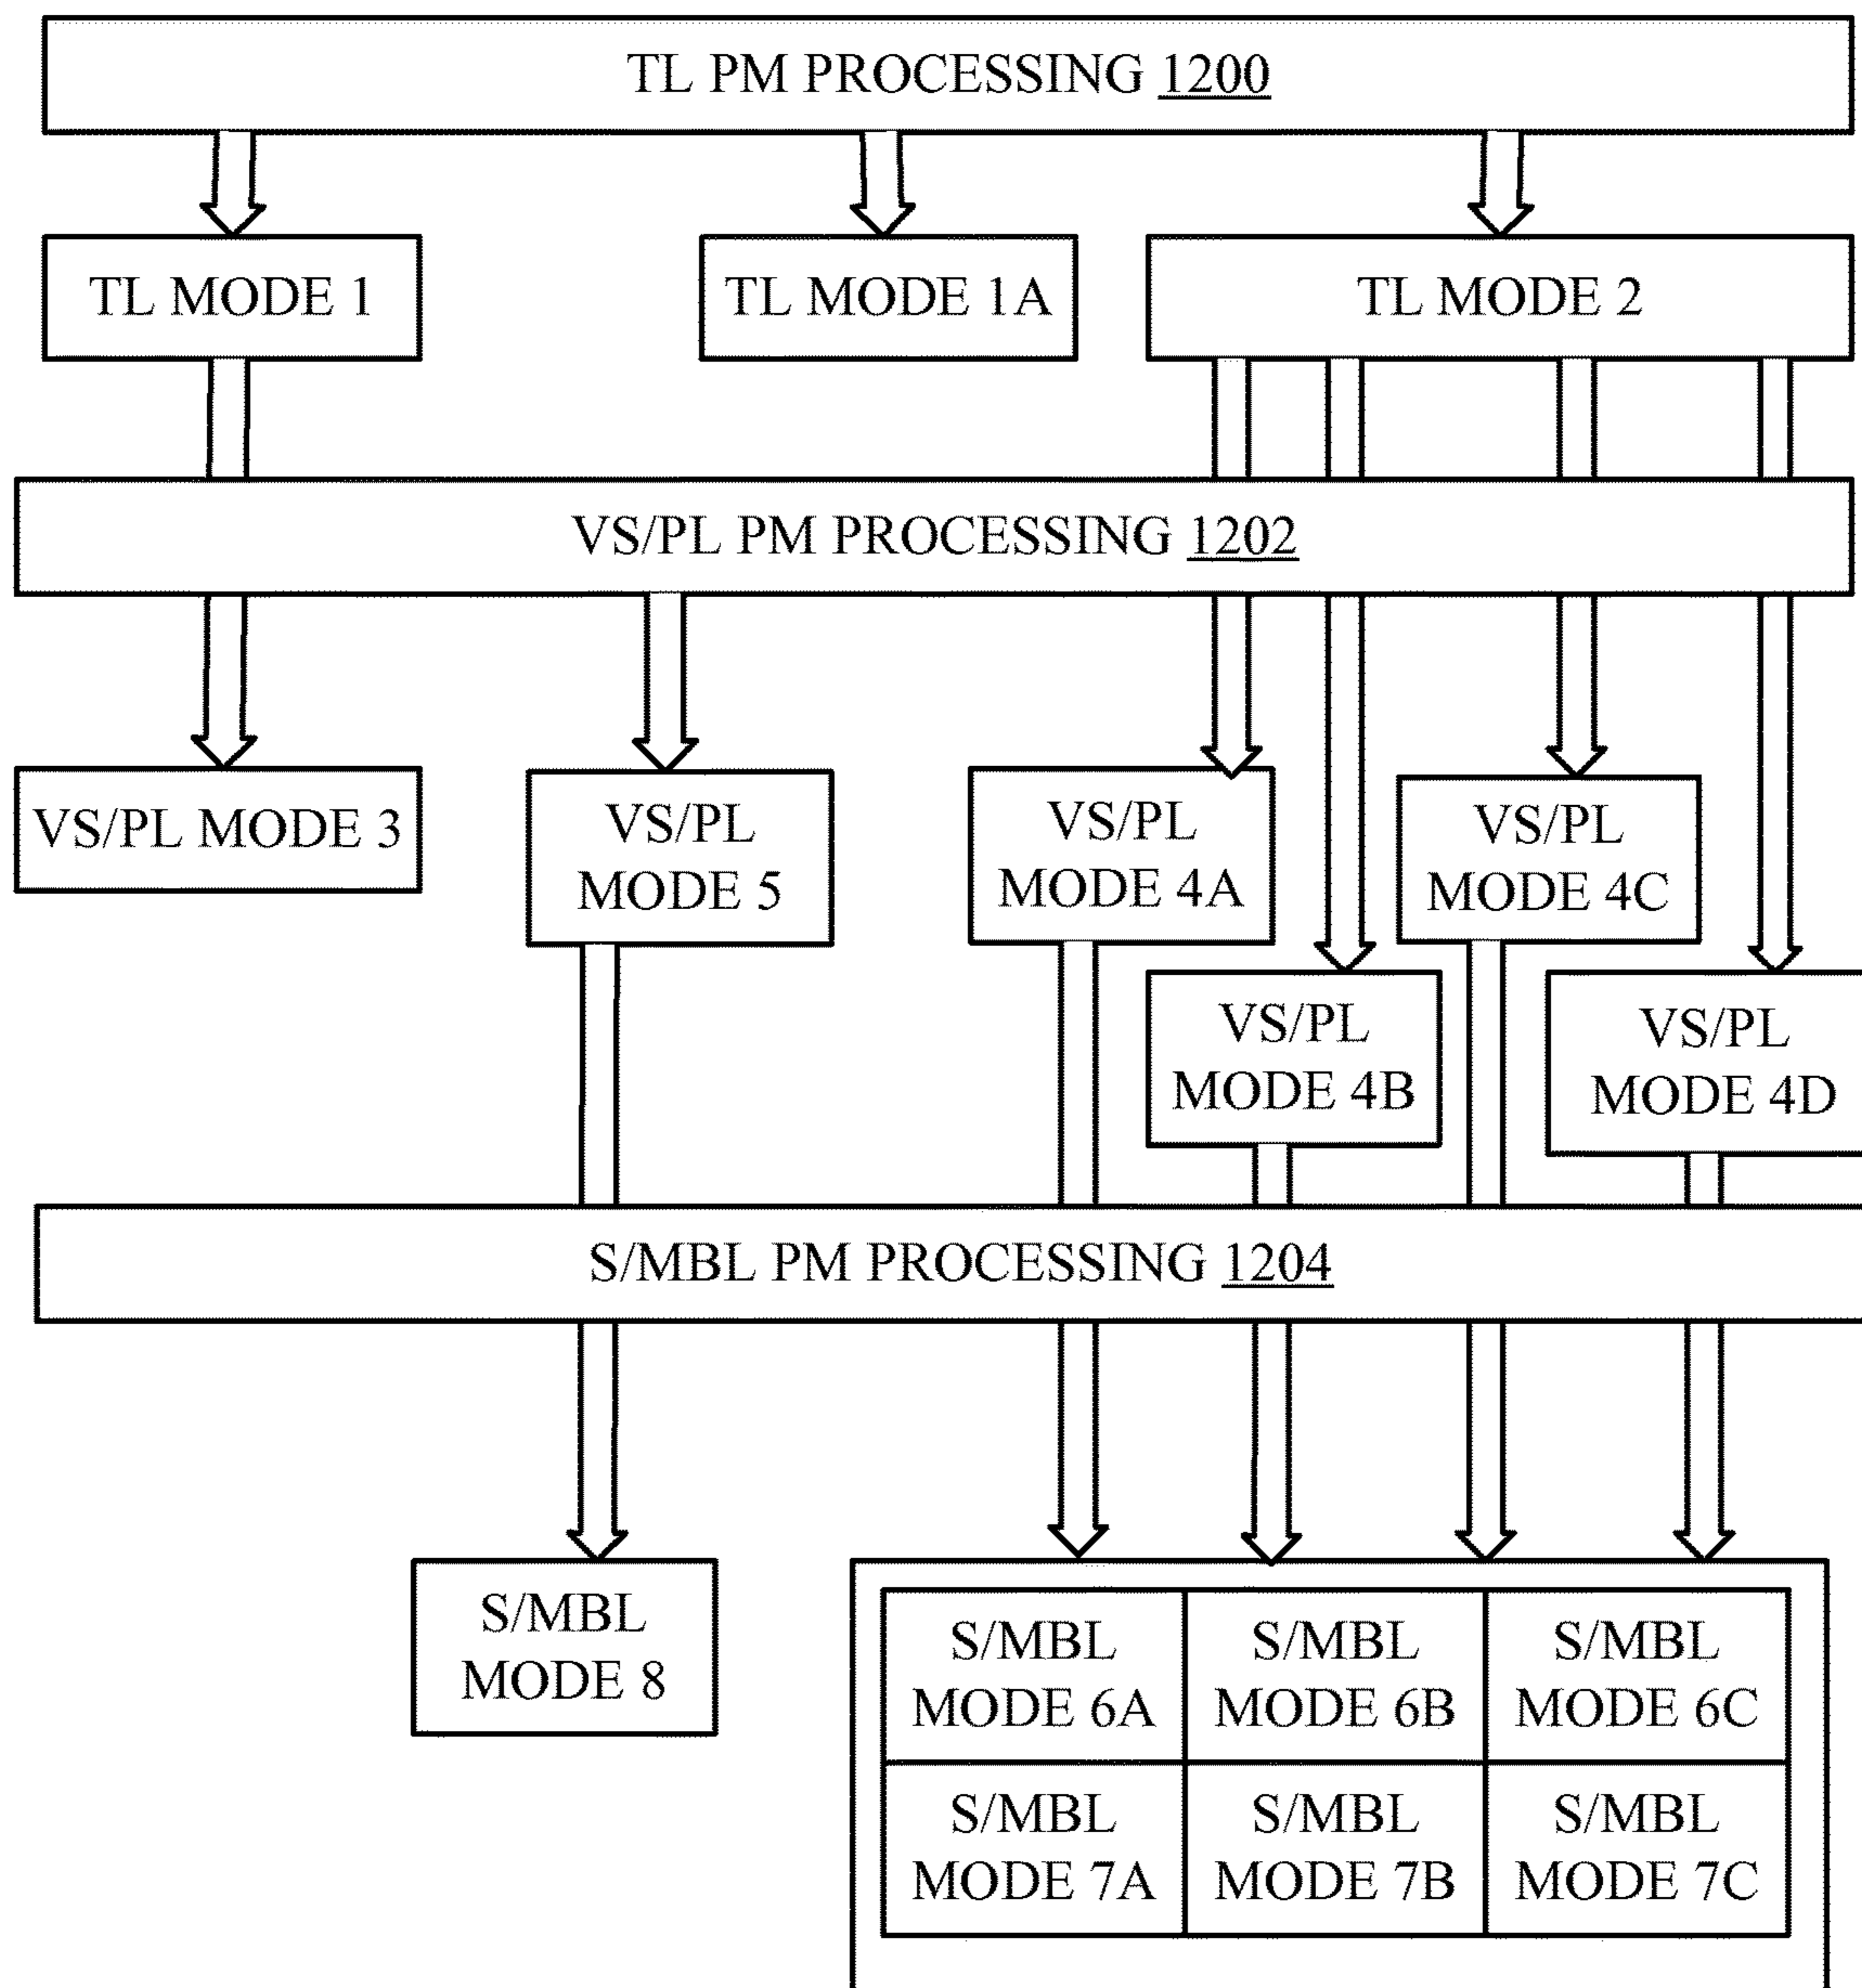 TL PM PROCESSING 1200
TL MODE 1
TL MODE 1A
TL MODE 2
VS/PL PM PROCESSING 1202
VS/PL MODE 3
VS/PL
MODE 5
VS/PL
MODE 4A
VS/PL
MODE 4C
VS/PL
MODE 4B
VS/PL
MODE 4D
S/MBL PM PROCESSING 1204
S/MBL
MODE 8
S/MBL
MODE 6A
S/MBL
MODE 6B
S/MBL
MODE 6C
S/MBL
MODE 7A
S/MBL
MODE 7B
S/MBL
MODE 7C